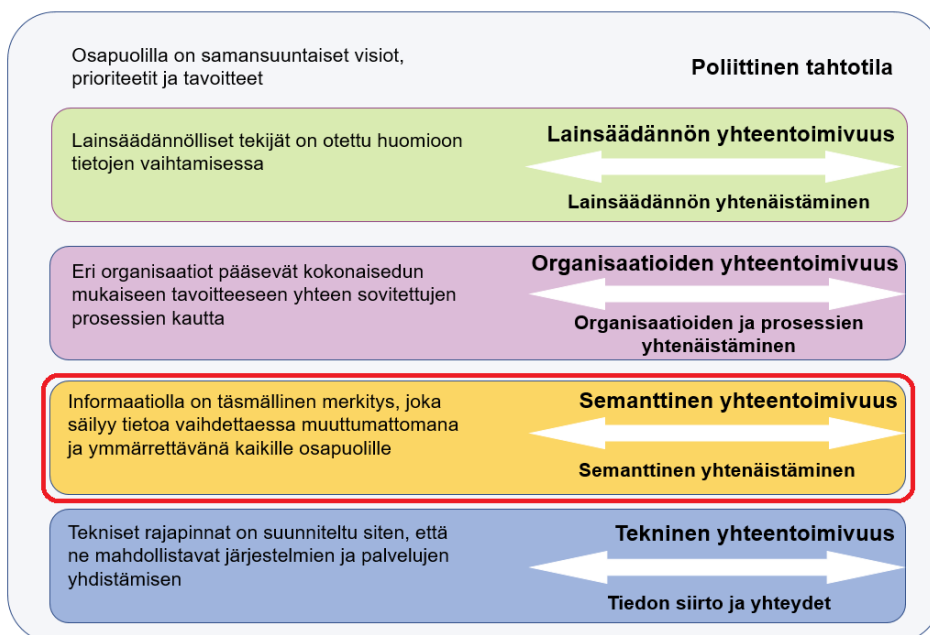 Osapuolilla on samansuuntaiset visiot,
prioriteetit ja tavoitteet
Poliittinen tahtotila
Lainsäädännölliset tekijät on otettu huomioon
tietojen vaihtamisessa
Lainsäädännön yhteentoimivuus
Lainsäädännön yhtenäistäminen
Eri organisaatiot pääsevät kokonaisedun
mukaiseen tavoitteeseen yhteen sovitettujen
prosessien kautta
Organisaatioiden yhteentoimivuus
Organisaatioiden ja prosessien
yhtenäistäminen
Informaatiolla on täsmällinen merkitys, joka
säilyy tietoa vaihdettaessa muuttumattomana
ja ymmärrettävänä kaikille osapuolille
Semanttinen yhteentoimivuus
Semanttinen yhtenäistäminen
Tekniset rajapinnat on suunniteltu siten, että
ne mahdollistavat järjestelmien ja palvelujen
yhdistämisen
Tekninen yhteentoimivuus
Tiedon siirto ja yhteydet